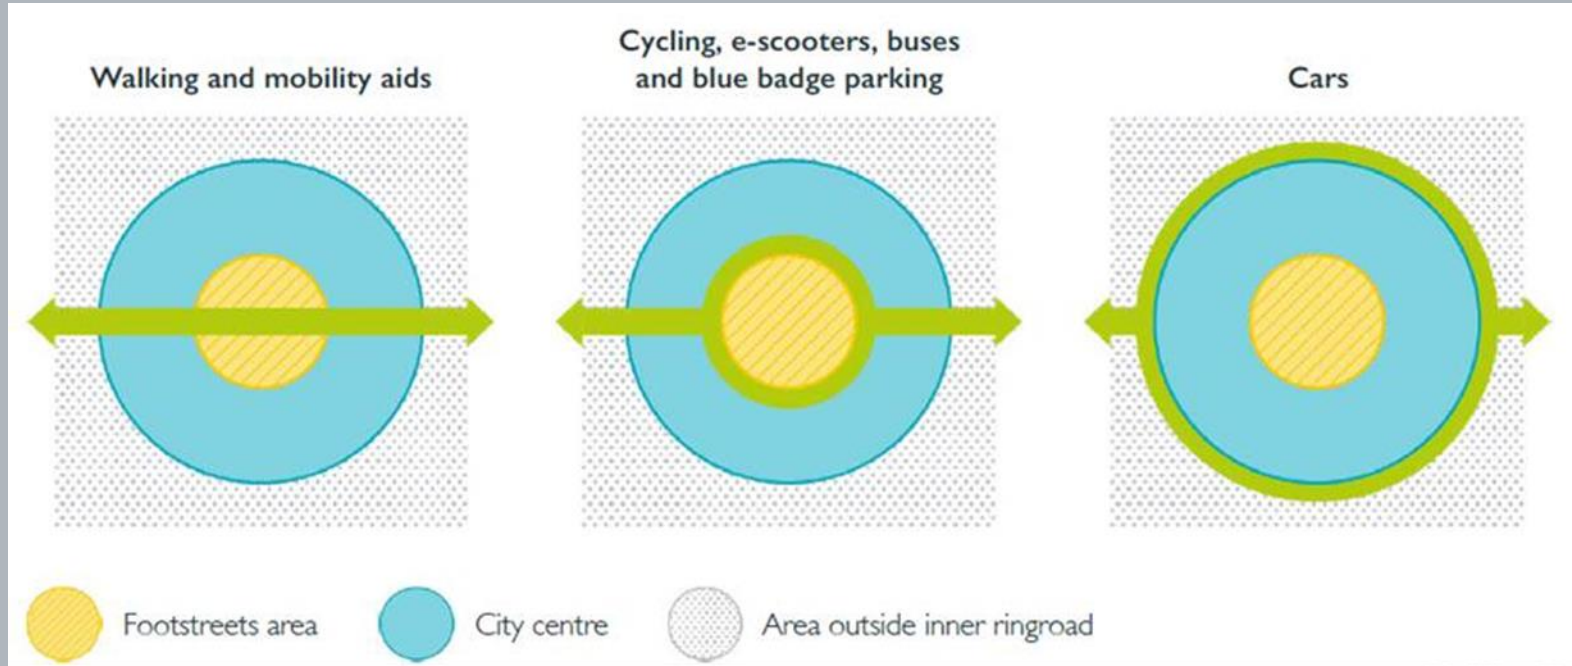 Walking and mobility aids
Cycling, e-scooters, buses
and blue badge parking
Cars
Footstreets area
City centre
Area outside inner ringroad